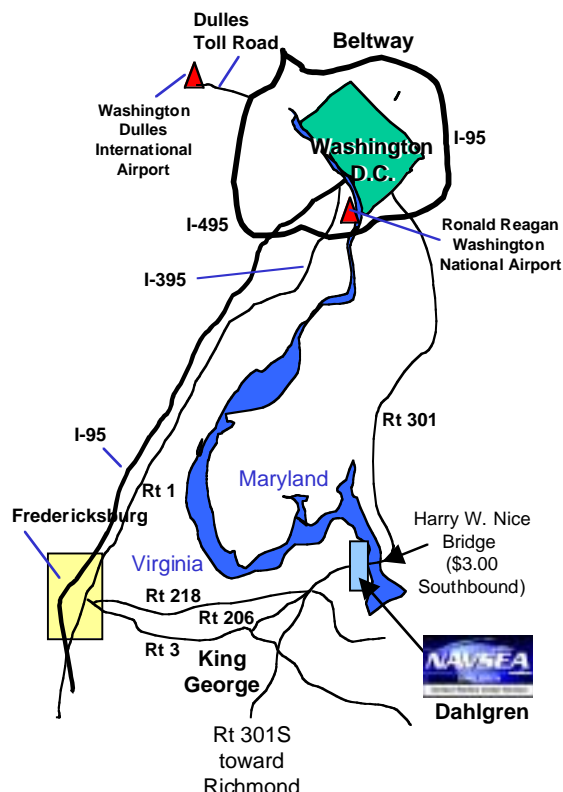 Dulles
Toll Road
Beltway
Washington
Dulles
International
Airport
I-95
Washington
D.C.
I-495
Ronald Reagan
Washington
National Airport
I-395
Rt 301
I-95
Maryland
Rt 1
Fredericksburg
Harry W. Nice
Bridge
($3.00
Southbound)
Virginia
Rt 218
Rt 206
Rt 3
King
George
NAVSEA
Dahlgren
Rt 301S
toward
Richmond